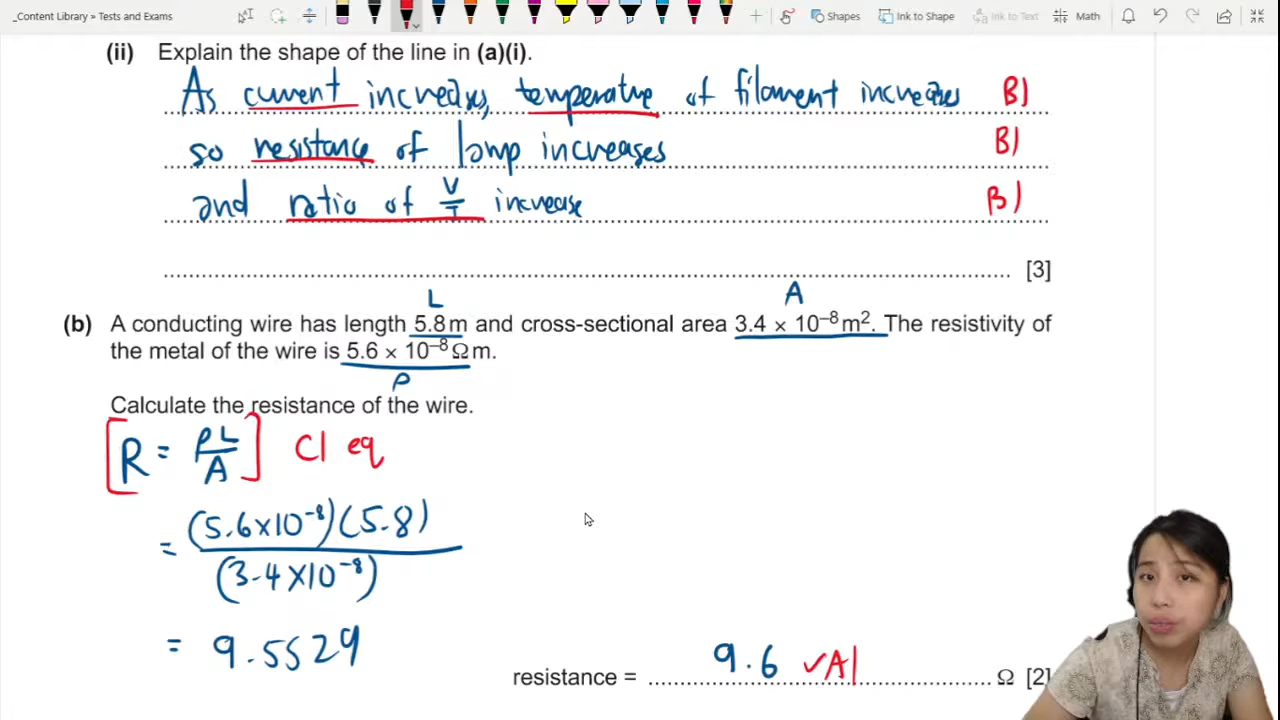 _Content Library » Tests and Exams
Shapes Ink to Shape Ink to Text Math
(ii) Explain the shape of the line in (a)(i).
As current increases, temperature of filament increases B1
so resistance of lamp increases B1
and ratio of V/I increase B1
[3]
L A
(b) A conducting wire has length 5.8 m and cross-sectional area 3.4 × 10⁻⁸ m². The resistivity of
the metal of the wire is 5.6 × 10⁻⁸ Ω m.
ρ
Calculate the resistance of the wire.
[R = ρL/A] C1 eq
= (5.6×10⁻⁸)(5.8)
(3.4×10⁻⁸)
= 9.5529
resistance = 9.6 ✓A1 Ω [2]